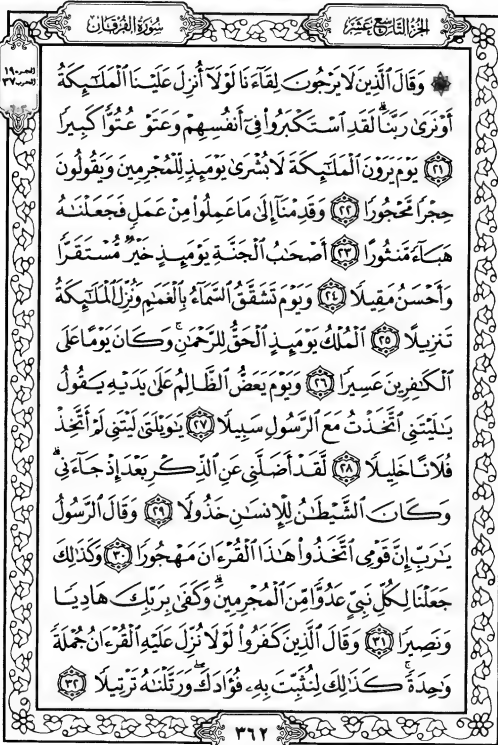 الجزء التاسع عشر
سورة الفرقان
الجزء ١٩
الحزب ٣٧
۞ وَقَالَ ٱلَّذِينَ لَا يَرْجُونَ لِقَآءَنَا لَوْلَآ أُنزِلَ عَلَيْنَا ٱلْمَلَٰٓئِكَةُ
أَوْ نَرَىٰ رَبَّنَا ۗ لَقَدِ ٱسْتَكْبَرُوا۟ فِىٓ أَنفُسِهِمْ وَعَتَوْ عُتُوًّا كَبِيرًا
٢١ يَوْمَ يَرَوْنَ ٱلْمَلَٰٓئِكَةَ لَا بُشْرَىٰ يَوْمَئِذٍ لِّلْمُجْرِمِينَ وَيَقُولُونَ
حِجْرًا مَّحْجُورًا ٢٢ وَقَدِمْنَآ إِلَىٰ مَا عَمِلُوا۟ مِنْ عَمَلٍ فَجَعَلْنَٰهُ
هَبَآءً مَّنثُورًا ٢٣ أَصْحَٰبُ ٱلْجَنَّةِ يَوْمَئِذٍ خَيْرٌ مُّسْتَقَرًّا
وَأَحْسَنُ مَقِيلًا ٢٤ وَيَوْمَ تَشَقَّقُ ٱلسَّمَآءُ بِٱلْغَمَٰمِ وَنُزِّلَ ٱلْمَلَٰٓئِكَةُ
تَنزِيلًا ٢٥ ٱلْمُلْكُ يَوْمَئِذٍ ٱلْحَقُّ لِلرَّحْمَٰنِ ۚ وَكَانَ يَوْمًا عَلَى
ٱلْكَٰفِرِينَ عَسِيرًا ٢٦ وَيَوْمَ يَعَضُّ ٱلظَّالِمُ عَلَىٰ يَدَيْهِ يَقُولُ
يَٰلَيْتَنِى ٱتَّخَذْتُ مَعَ ٱلرَّسُولِ سَبِيلًا ٢٧ يَٰوَيْلَتَىٰ لَيْتَنِى لَمْ أَتَّخِذْ
فُلَانًا خَلِيلًا ٢٨ لَّقَدْ أَضَلَّنِى عَنِ ٱلذِّكْرِ بَعْدَ إِذْ جَآءَنِى ۗ
وَكَانَ ٱلشَّيْطَٰنُ لِلْإِنسَٰنِ خَذُولًا ٢٩ وَقَالَ ٱلرَّسُولُ
يَٰرَبِّ إِنَّ قَوْمِى ٱتَّخَذُوا۟ هَٰذَا ٱلْقُرْءَانَ مَهْجُورًا ٣٠ وَكَذَٰلِكَ
جَعَلْنَا لِكُلِّ نَبِىٍّ عَدُوًّا مِّنَ ٱلْمُجْرِمِينَ ۗ وَكَفَىٰ بِرَبِّكَ هَادِيًا
وَنَصِيرًا ٣١ وَقَالَ ٱلَّذِينَ كَفَرُوا۟ لَوْلَا نُزِّلَ عَلَيْهِ ٱلْقُرْءَانُ جُمْلَةً
وَٰحِدَةً ۚ كَذَٰلِكَ لِنُثَبِّتَ بِهِۦ فُؤَادَكَ ۖ وَرَتَّلْنَٰهُ تَرْتِيلًا ٣٢
٣٦٢